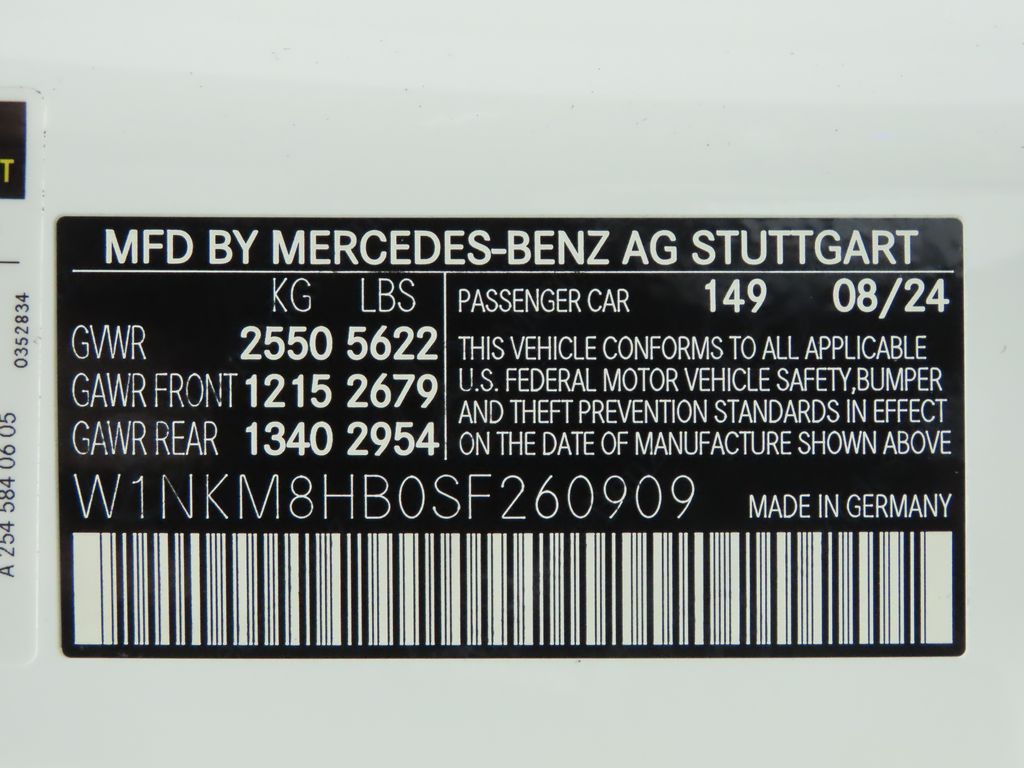 MFD BY MERCEDES-BENZ AG STUTTGART
KG LBS
GVWR 2550 5622
GAWR FRONT 1215 2679
GAWR REAR 1340 2954
PASSENGER CAR 149 08/24
THIS VEHICLE CONFORMS TO ALL APPLICABLE
U.S. FEDERAL MOTOR VEHICLE SAFETY,BUMPER
AND THEFT PREVENTION STANDARDS IN EFFECT
ON THE DATE OF MANUFACTURE SHOWN ABOVE
W1NKM8HB0SF260909 MADE IN GERMANY
T
0352834
A 254 584 06 05